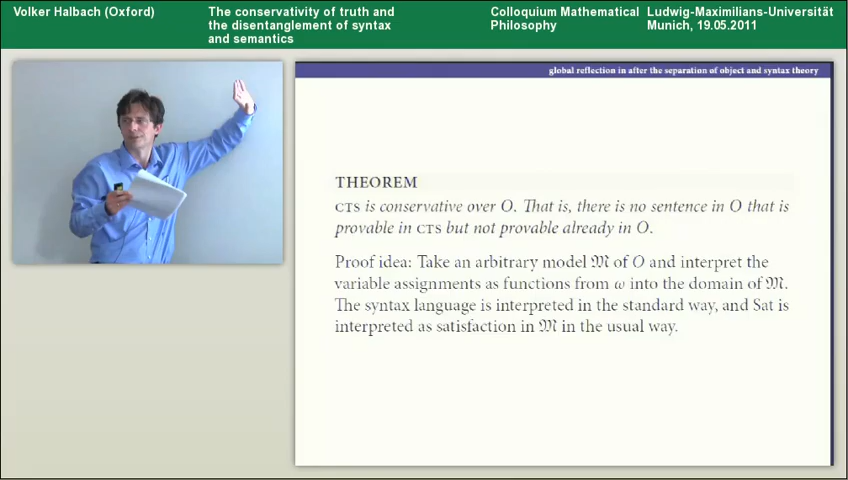 Volker Halbach (Oxford)
The conservativity of truth and
the disentanglement of syntax
and semantics
Colloquium Mathematical
Philosophy
Ludwig-Maximilians-Universität
Munich, 19.05.2011
global reflection in after the separation of object and syntax theory
THEOREM
CTS is conservative over O. That is, there is no sentence in O that is
provable in CTS but not provable already in O.
Proof idea: Take an arbitrary model 𝔐 of O and interpret the
variable assignments as functions from ω into the domain of 𝔐.
The syntax language is interpreted in the standard way, and Sat is
interpreted as satisfaction in 𝔐 in the usual way.